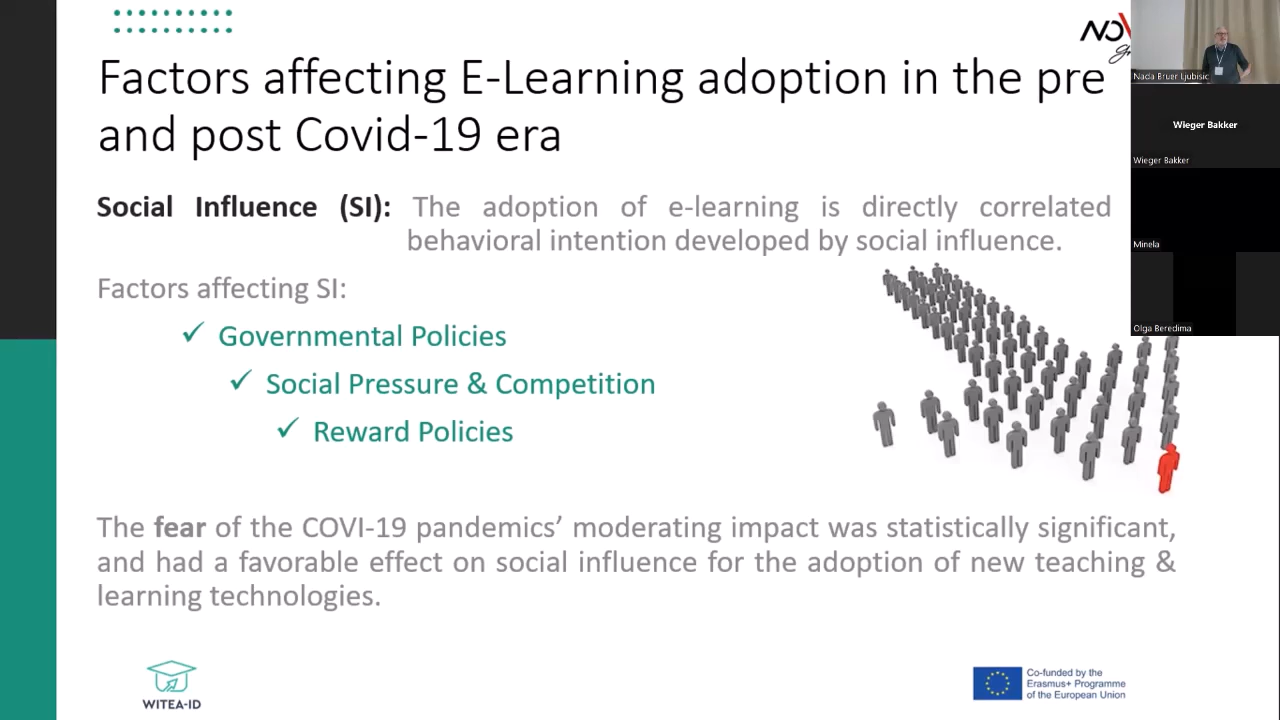 Factors affecting E-Learning adoption in the pre
and post Covid-19 era
Social Influence (SI): The adoption of e-learning is directly correlated
behavioral intention developed by social influence.
Factors affecting SI:
✓ Governmental Policies
✓ Social Pressure & Competition
✓ Reward Policies
The fear of the COVI-19 pandemics’ moderating impact was statistically significant,
and had a favorable effect on social influence for the adoption of new teaching &
learning technologies.
WITEA-ID
Co-funded by the
Erasmus+ Programme
of the European Union
Nada Bruer Ljubisic
Wieger Bakker
Wieger Bakker
Minela
Olga Beredima